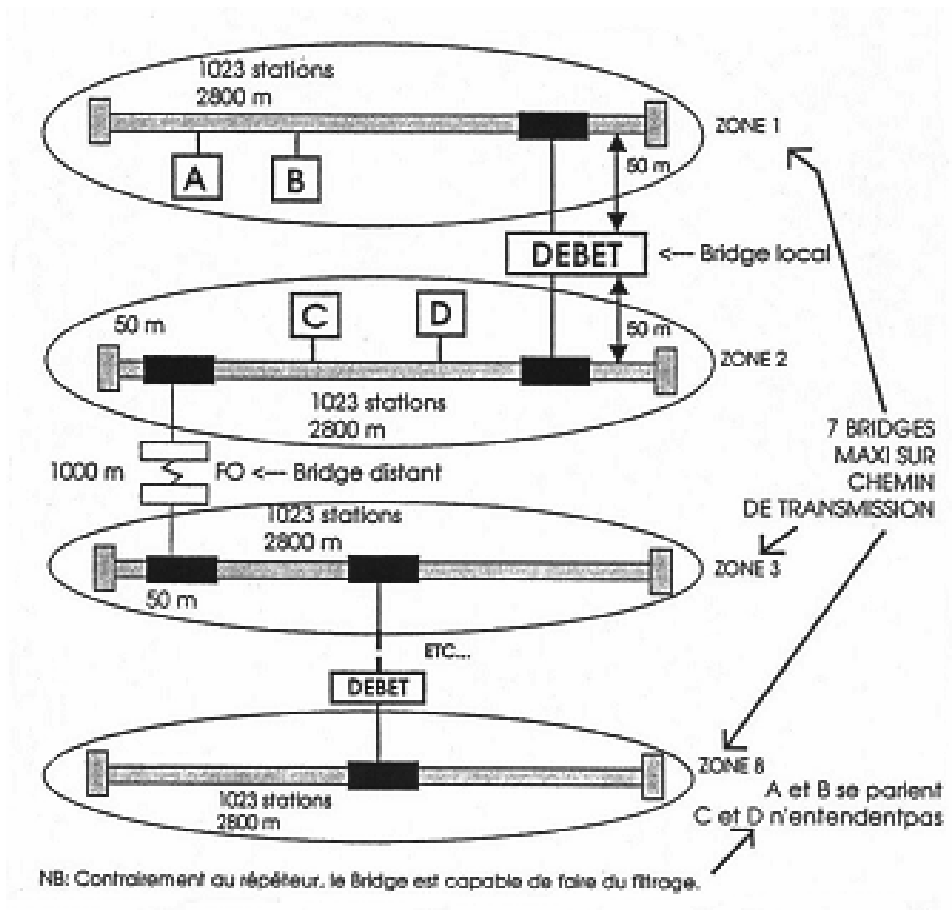 1023 stations
2800 m
ZONE 1
A
B
50 m
DEBET
<--- Bridge local
50 m
C
D
50 m
ZONE 2
1023 stations
2800 m
7 BRIDGES
MAXI SUR
CHEMIN
DE TRANSMISSION
1000 m
FO <--- Bridge distant
1023 stations
2800 m
ZONE 3
50 m
ETC...
DEBET
ZONE 8
1023 stations
2800 m
A et B se parlent
C et D n'entendentpas
NB: Contrairement au répéteur, le Bridge est capable de faire du filtrage.